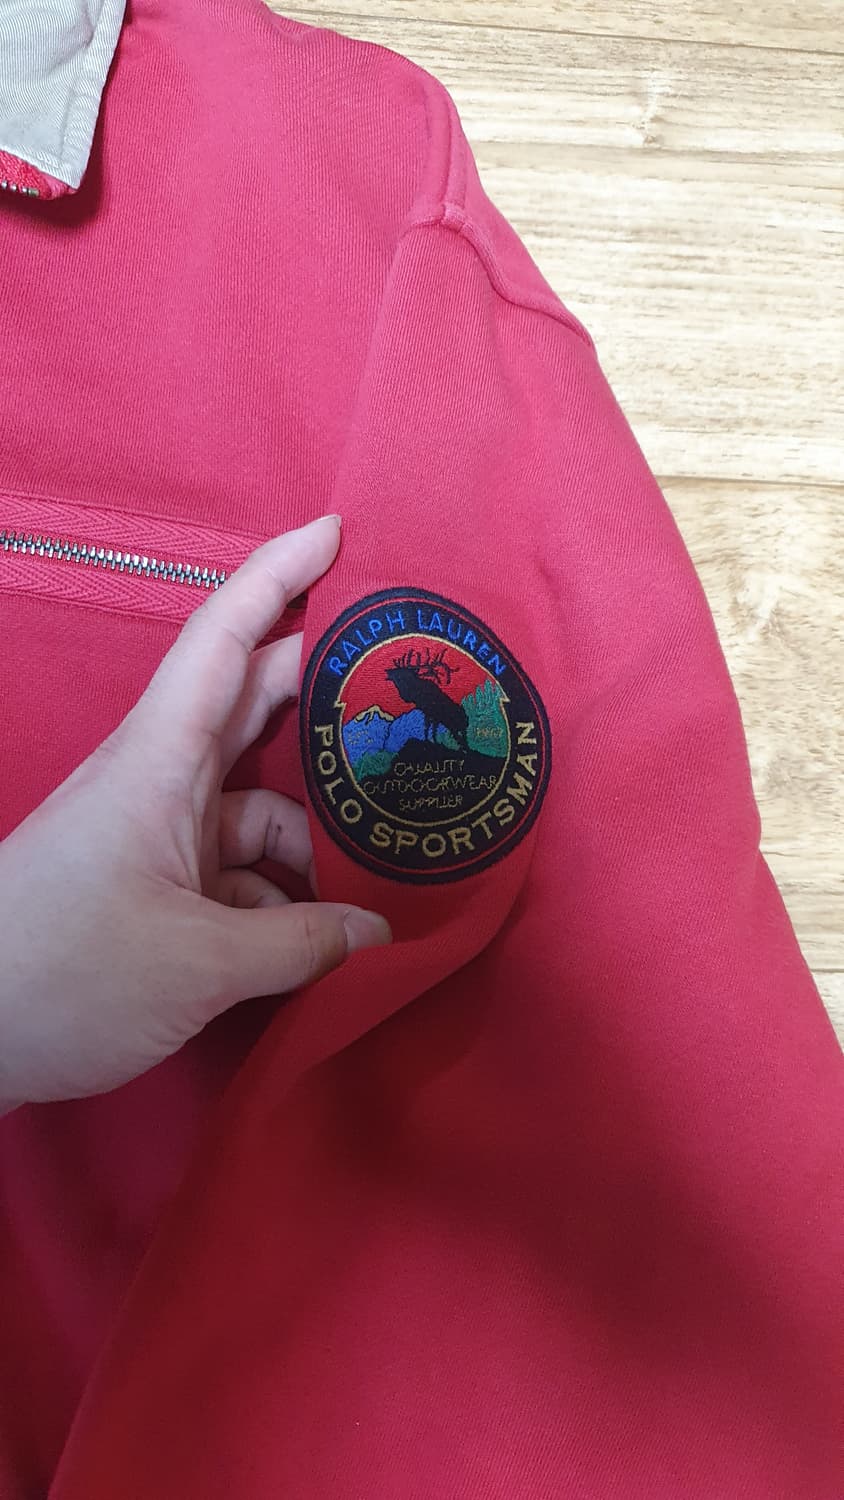 RALPH LAUREN
QUALITY
OUTDOORWEAR
SUPPLIER
POLO SPORTSMAN